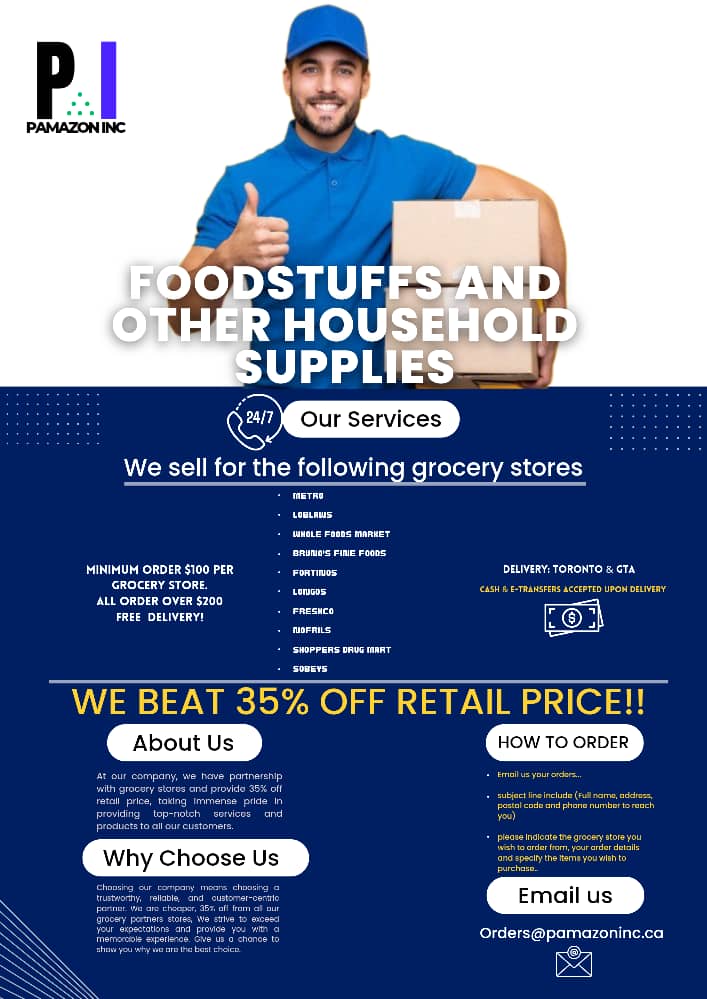 P I
PAMAZON INC
FOODSTUFFS AND
OTHER HOUSEHOLD
SUPPLIES
24/7
Our Services
We sell for the following grocery stores
• METRO
• LOBLAWS
• WHOLE FOODS MARKET
• BRUNO'S FINE FOODS
• FORTINOS
• LONGOS
• FRESHCO
• NOFRILS
• SHOPPERS DRUG MART
• SOBEYS
MINIMUM ORDER $100 PER
GROCERY STORE.
ALL ORDER OVER $200
FREE DELIVERY!
DELIVERY: TORONTO & GTA
CASH & E-TRANSFERS ACCEPTED UPON DELIVERY
WE BEAT 35% OFF RETAIL PRICE!!
About Us
At our company, we have partnership
with grocery stores and provide 35% off
retail price, taking immense pride in
providing top-notch services and
products to all our customers.
Why Choose Us
Choosing our company means choosing a
trustworthy, reliable, and customer-centric
partner. We are cheaper, 35% off from all our
grocery partners stores, We strive to exceed
your expectations and provide you with a
memorable experience. Give us a chance to
show you why we are the best choice.
HOW TO ORDER
• Email us your orders...
• subject line include (Full name, address,
postal code and phone number to reach
you)
• please indicate the grocery store you
wish to order from, your order details
and specify the items you wish to
purchase..
Email us
Orders@pamazoninc.ca